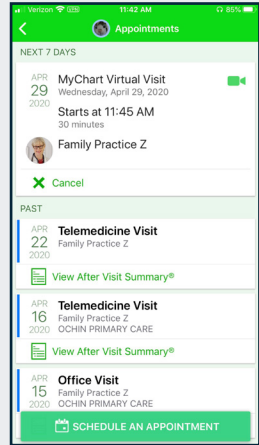 Verizon LTE 11:42 AM 85%
Appointments
NEXT 7 DAYS
APR
29
2020
MyChart Virtual Visit
Wednesday, April 29, 2020
Starts at 11:45 AM
30 minutes
Family Practice Z
Cancel
PAST
APR
22
2020
Telemedicine Visit
Family Practice Z
View After Visit Summary®
APR
16
2020
Telemedicine Visit
Family Practice Z
OCHIN PRIMARY CARE
View After Visit Summary®
APR
15
2020
Office Visit
Family Practice Z
OCHIN PRIMARY CARE
SCHEDULE AN APPOINTMENT